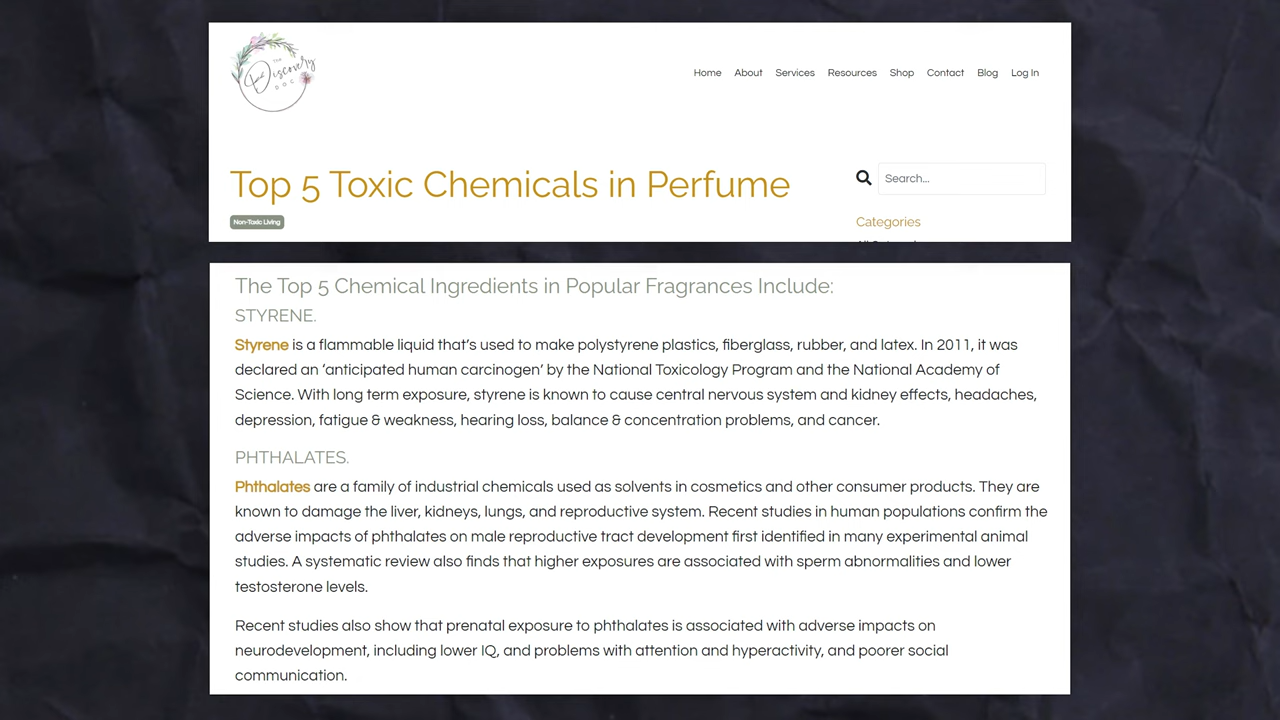 THE
Food Discovery
DOC
Home About Services Resources Shop Contact Blog Log In
Top 5 Toxic Chemicals in Perfume
Search...
Non-Toxic Living
Categories
The Top 5 Chemical Ingredients in Popular Fragrances Include:
STYRENE.
Styrene is a flammable liquid that’s used to make polystyrene plastics, fiberglass, rubber, and latex. In 2011, it was
declared an ‘anticipated human carcinogen’ by the National Toxicology Program and the National Academy of
Science. With long term exposure, styrene is known to cause central nervous system and kidney effects, headaches,
depression, fatigue & weakness, hearing loss, balance & concentration problems, and cancer.
PHTHALATES.
Phthalates are a family of industrial chemicals used as solvents in cosmetics and other consumer products. They are
known to damage the liver, kidneys, lungs, and reproductive system. Recent studies in human populations confirm the
adverse impacts of phthalates on male reproductive tract development first identified in many experimental animal
studies. A systematic review also finds that higher exposures are associated with sperm abnormalities and lower
testosterone levels.
Recent studies also show that prenatal exposure to phthalates is associated with adverse impacts on
neurodevelopment, including lower IQ, and problems with attention and hyperactivity, and poorer social
communication.